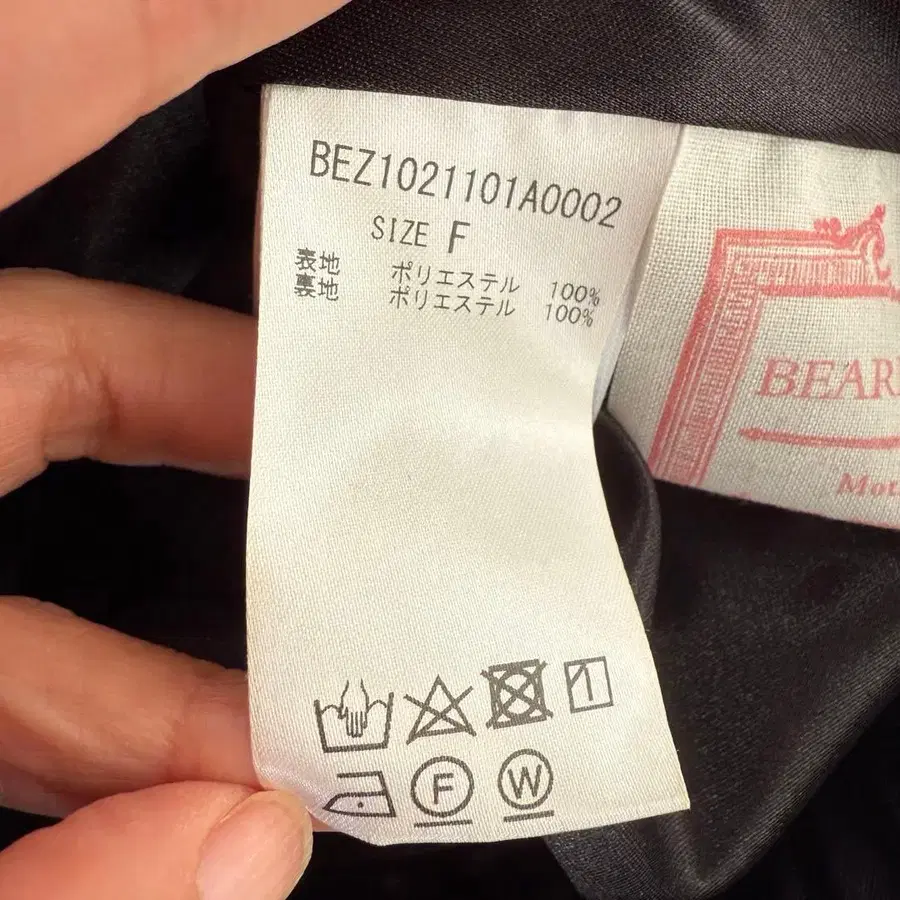 BEZ1021101A0002
SIZE F
表地 ポリエステル 100%
裏地 ポリエステル 100%
F
W
BEAR
Mot